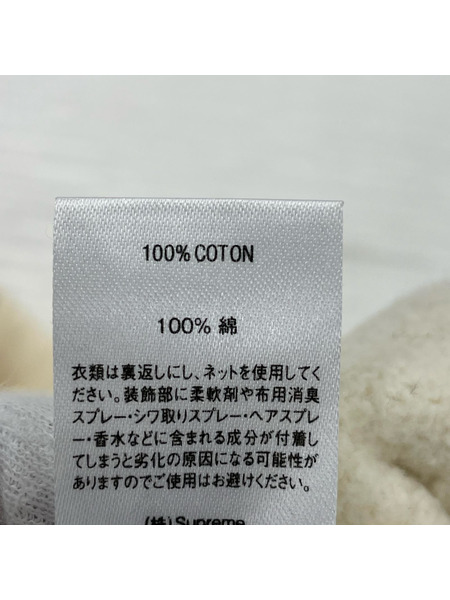 100% COTON
100% 綿
衣類は裏返しにし、ネットを使用してく
ださい。装飾部に柔軟剤や布用消臭
スプレー・シワ取りスプレー・ヘアスプレ
ー・香水などに含まれる成分が付着し
てしまうと劣化の原因になる可能性が
ありますのでご使用はお避けください。
(株)Supreme